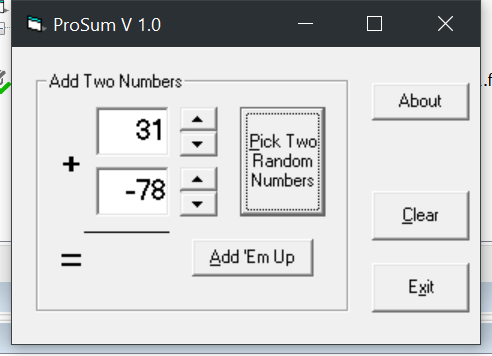 ProSum V 1.0
Add Two Numbers
31
+
-78
=
Pick Two
Random
Numbers
Add 'Em Up
About
Clear
Exit
.f